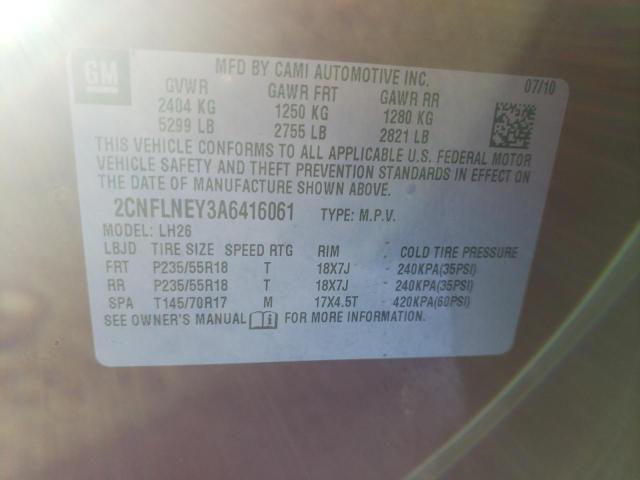 GM
MFD BY CAMI AUTOMOTIVE INC. 07/10
GVWR GAWR FRT GAWR RR
2404 KG 1250 KG 1280 KG
5299 LB 2755 LB 2821 LB
THIS VEHICLE CONFORMS TO ALL APPLICABLE U.S. FEDERAL MOTOR
VEHICLE SAFETY AND THEFT PREVENTION STANDARDS IN EFFECT ON
THE DATE OF MANUFACTURE SHOWN ABOVE.
2CNFLNEY3A6416061 TYPE: M.P.V.
MODEL: LH26
LBJD TIRE SIZE SPEED RTG RIM COLD TIRE PRESSURE
FRT P235/55R18 T 18X7J 240KPA(35PSI)
RR P235/55R18 T 18X7J 240KPA(35PSI)
SPA T145/70R17 M 17X4.5T 420KPA(60PSI)
SEE OWNER'S MANUAL FOR MORE INFORMATION.